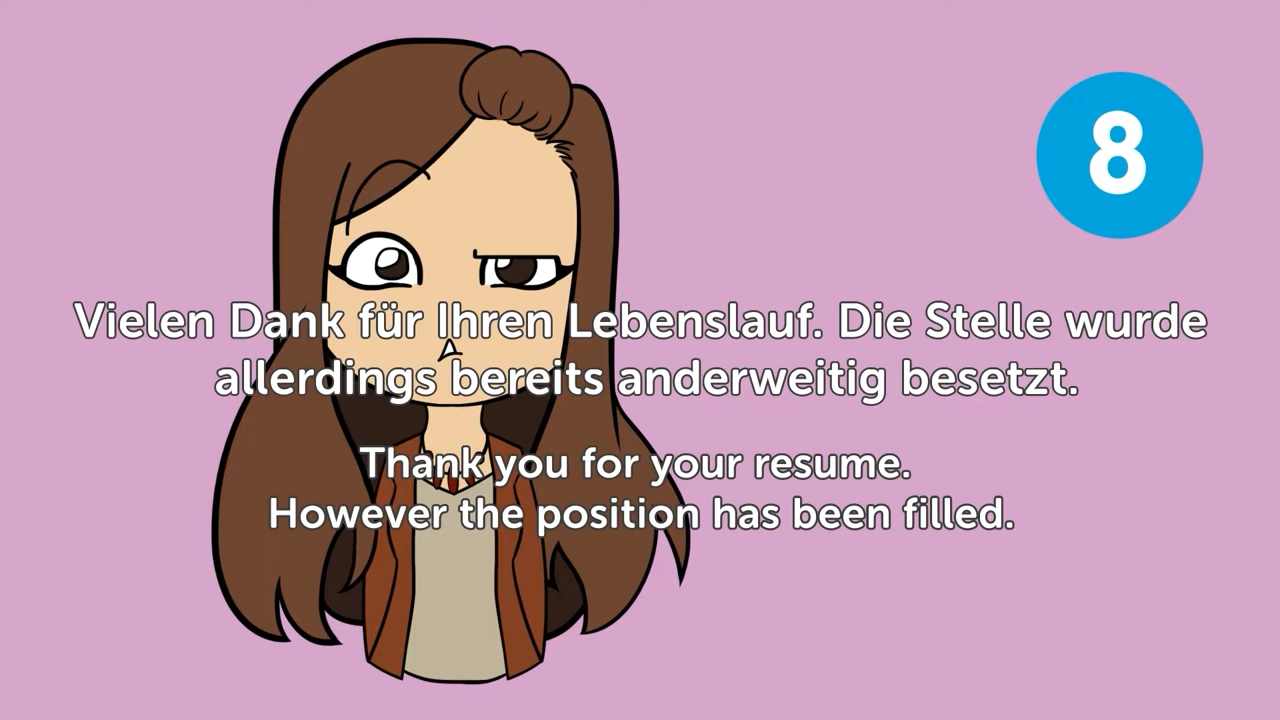 8
Vielen Dank für Ihren Lebenslauf. Die Stelle wurde
allerdings bereits anderweitig besetzt.
Thank you for your resume.
However the position has been filled.